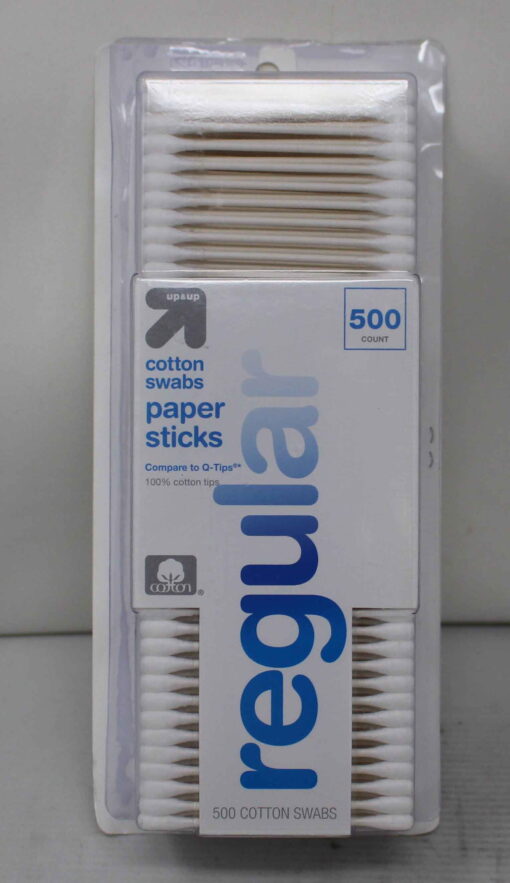 up&up
500
COUNT
cotton
swabs
paper
sticks
Compare to Q-Tips®*
100% cotton tips
regular
cotton®
500 COTTON SWABS